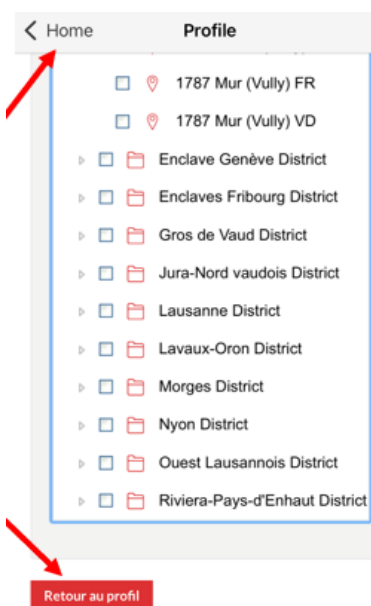 Home Profile
1787 Mur (Vully) FR
1787 Mur (Vully) VD
Enclave Genève District
Enclaves Fribourg District
Gros de Vaud District
Jura-Nord vaudois District
Lausanne District
Lavaux-Oron District
Morges District
Nyon District
Ouest Lausannois District
Riviera-Pays-d'Enhaut District
Retour au profil